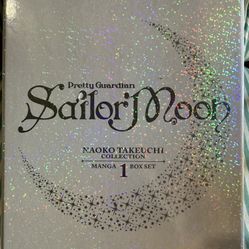 Pretty Guardian
Sailor Moon
NAOKO TAKEUCHI
COLLECTION
MANGA 1 BOX SET